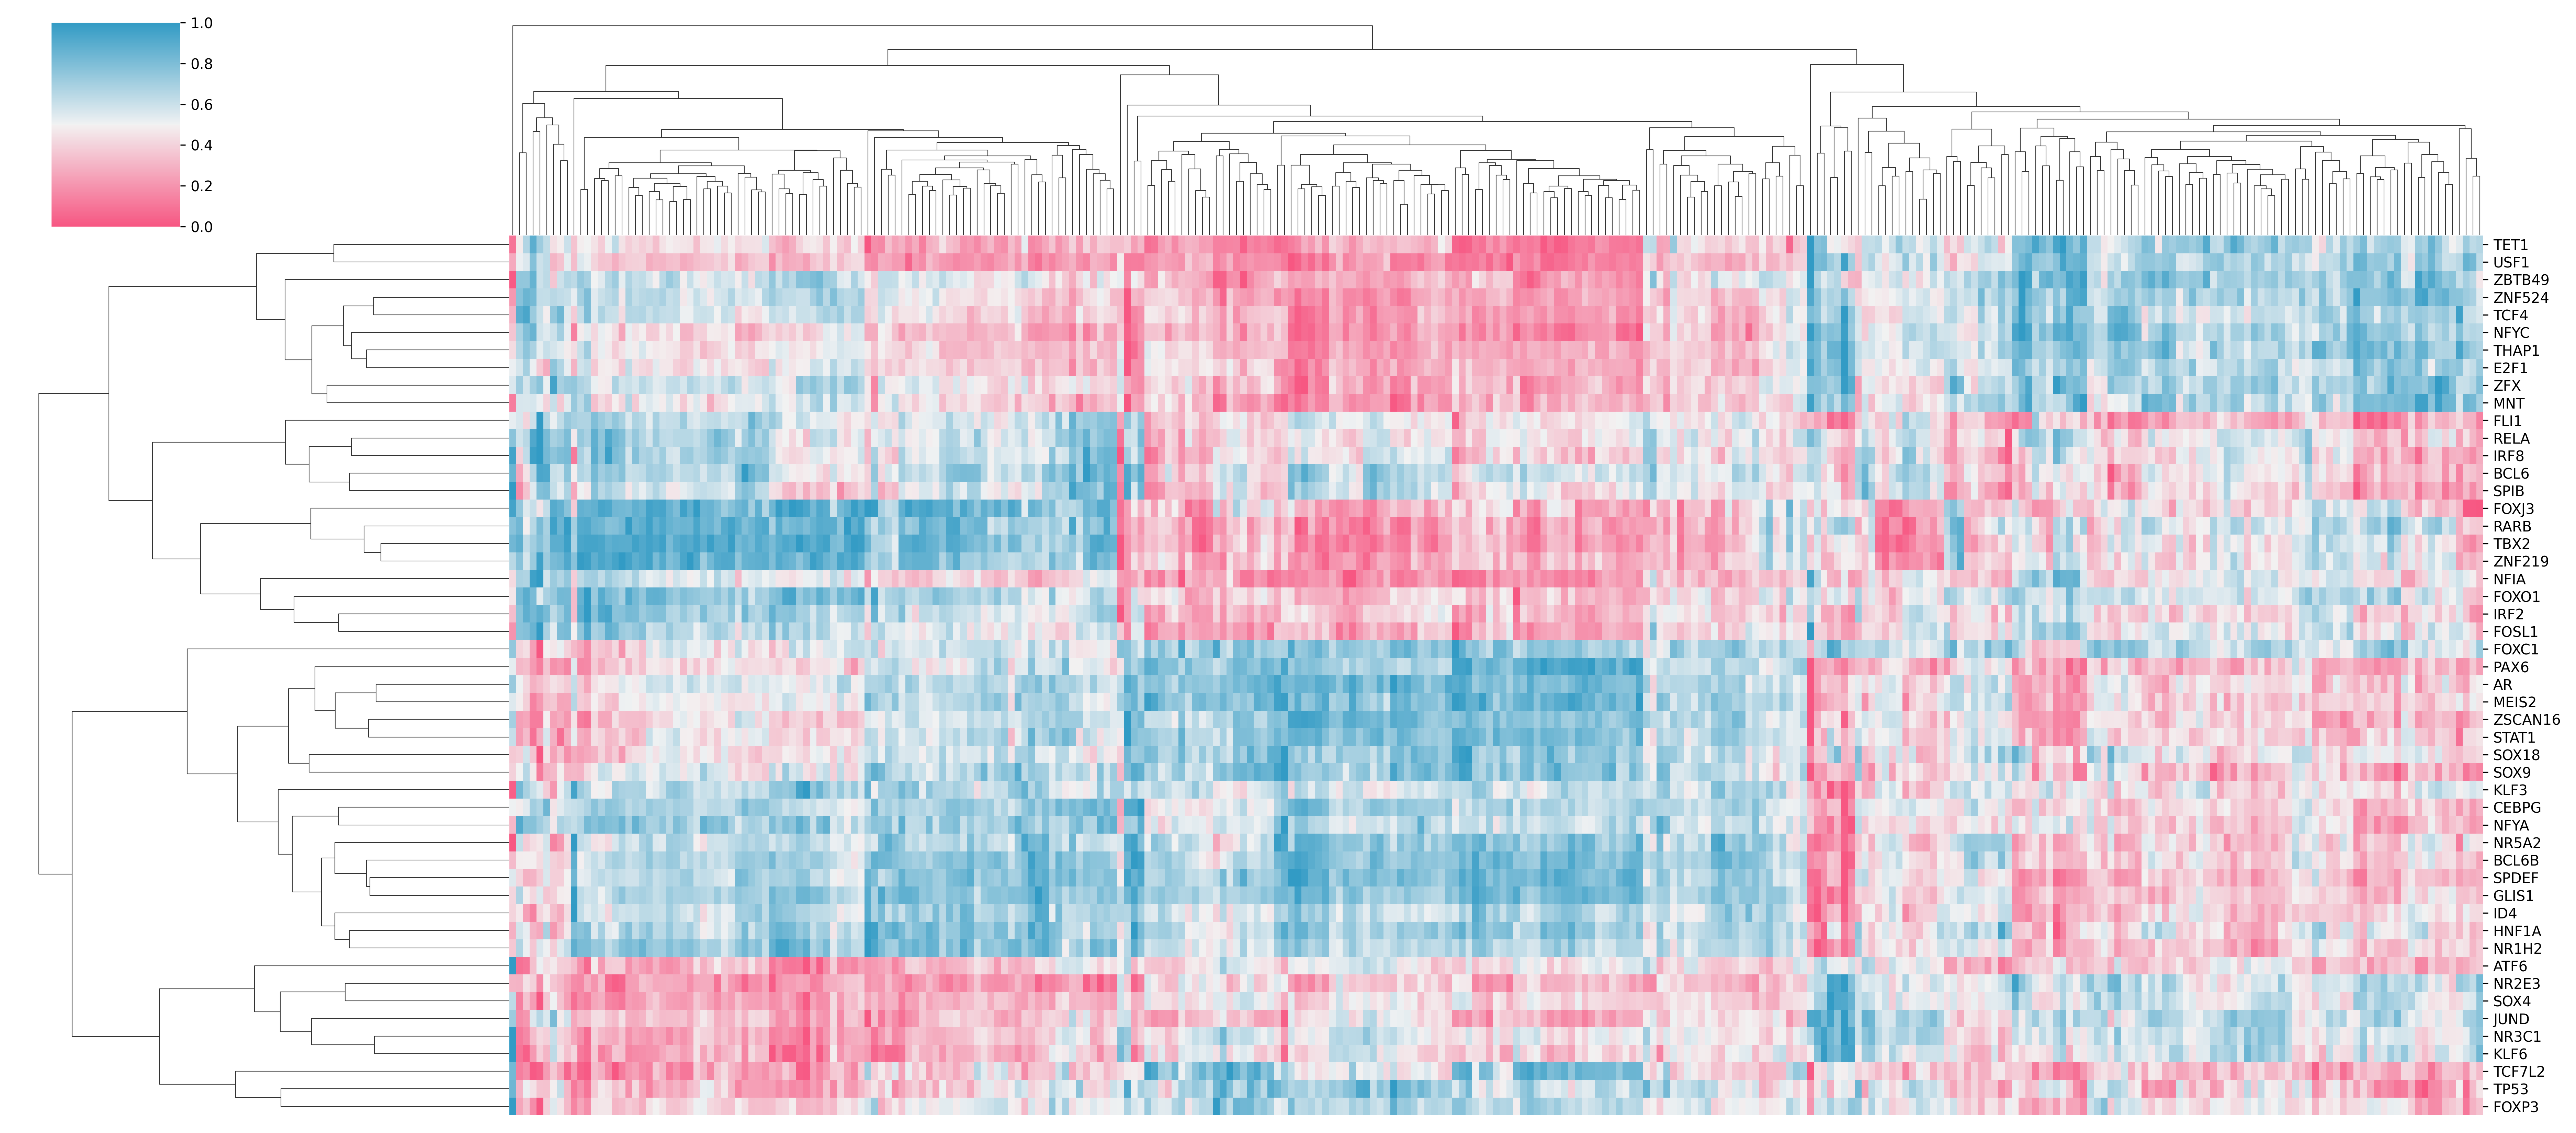 1.0
0.8
0.6
0.4
0.2
0.0
TET1
USF1
ZBTB49
ZNF524
TCF4
NFYC
THAP1
E2F1
ZFX
MNT
FLI1
RELA
IRF8
BCL6
SPIB
FOXJ3
RARB
TBX2
ZNF219
NFIA
FOXO1
IRF2
FOSL1
FOXC1
PAX6
AR
MEIS2
ZSCAN16
STAT1
SOX18
SOX9
KLF3
CEBPG
NFYA
NR5A2
BCL6B
SPDEF
GLIS1
ID4
HNF1A
NR1H2
ATF6
NR2E3
SOX4
JUND
NR3C1
KLF6
TCF7L2
TP53
FOXP3